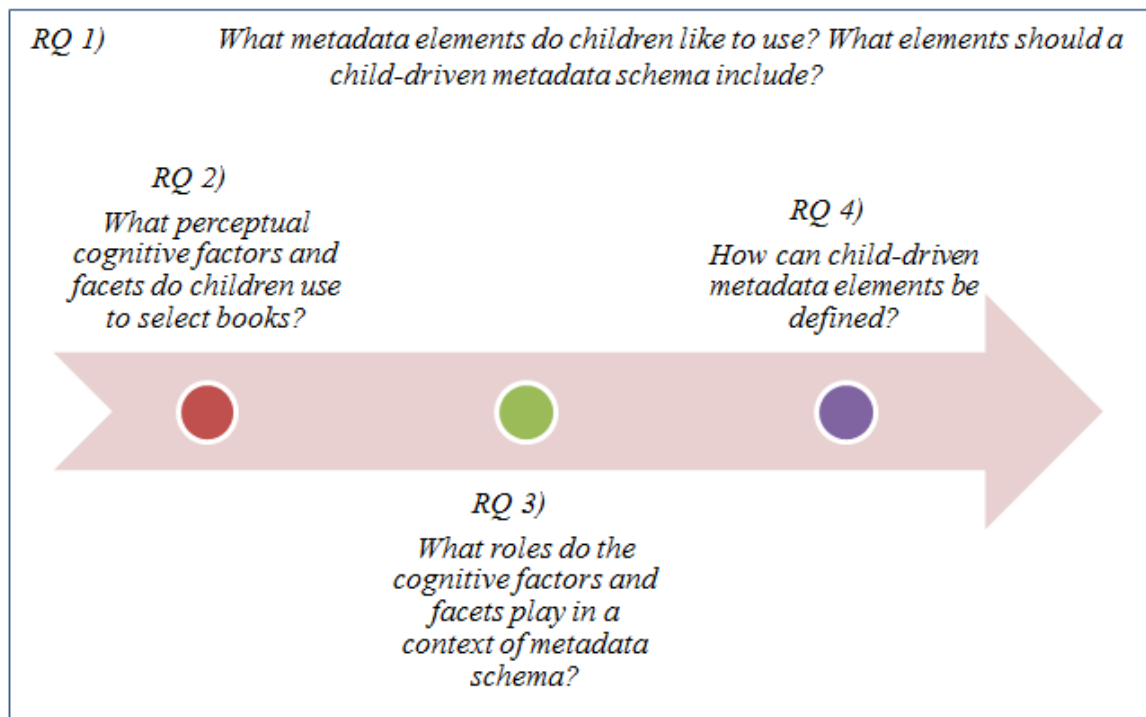 RQ 1) What metadata elements do children like to use? What elements should a
child-driven metadata schema include?
RQ 2)
What perceptual
cognitive factors and
facets do children use
to select books?
RQ 4)
How can child-driven
metadata elements be
defined?
RQ 3)
What roles do the
cognitive factors and
facets play in a
context of metadata
schema?